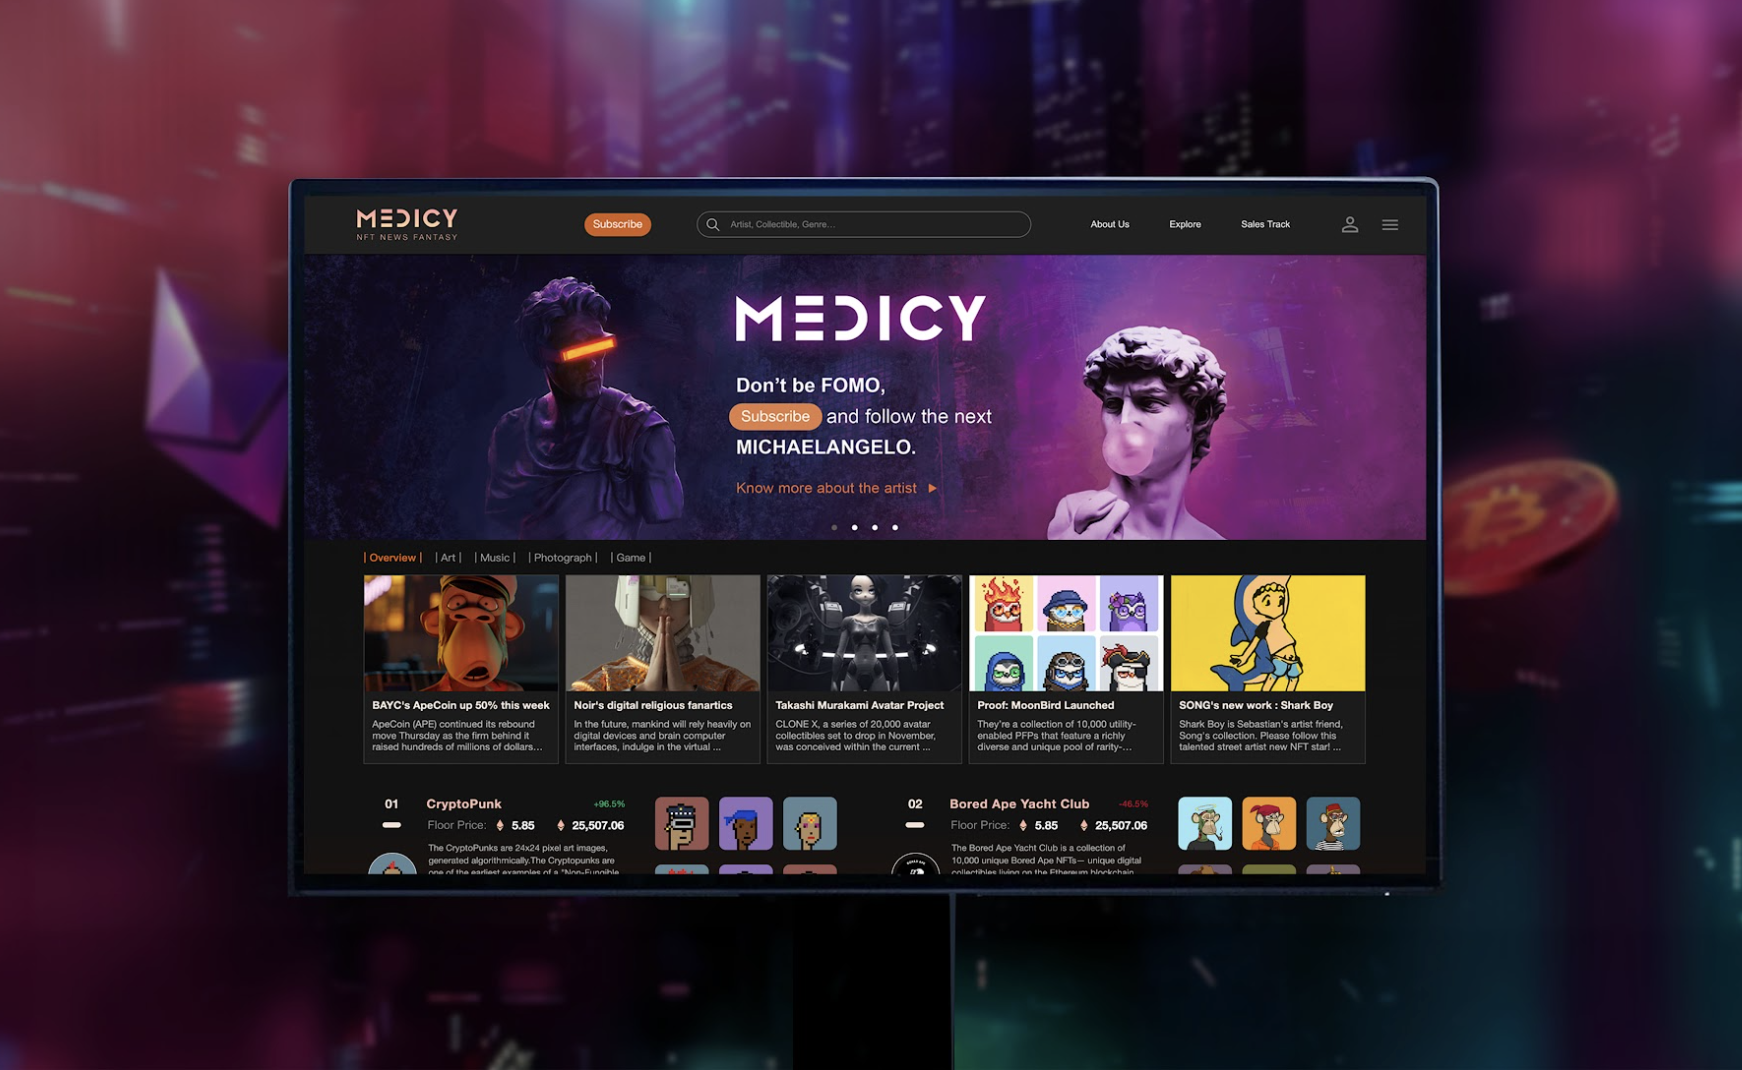 MEDICY
NFT NEWS FANTASY
Subscribe
Artist, Collectible, Genre...
About Us
Explore
Sales Track
MEDICY
Don't be FOMO,
Subscribe and follow the next
MICHAELANGELO.
Know more about the artist
| Overview | | Art | | Music | | Photograph | | Game |
BAYC's ApeCoin up 50% this week
ApeCoin (APE) continued its rebound
move Thursday as the firm behind it
raised hundreds of millions of dollars...
Noir's digital religious fanartics
In the future, mankind will rely heavily on
digital devices and brain computer
interfaces, indulge in the virtual ...
Takashi Murakami Avatar Project
CLONE X, a series of 20,000 avatar
collectibles set to drop in November,
was conceived within the current ...
Proof: MoonBird Launched
They're a collection of 10,000 utility-
enabled PFPs that feature a richly
diverse and unique pool of rarity-...
SONG's new work : Shark Boy
Shark Boy is Sebastian's artist friend,
Song's collection. Please follow this
talented street artist new NFT star! ...
01 CryptoPunk +96.5%
Floor Price: 5.85 25,507.06
The CryptoPunks are 24x24 pixel art images,
generated algorithmically.The Cryptopunks are
one of the earliest examples of a "Non-Fungible
02 Bored Ape Yacht Club -46.5%
Floor Price: 5.85 25,507.06
The Bored Ape Yacht Club is a collection of
10,000 unique Bored Ape NFTs— unique digital
collectibles living on the Ethereum blockchain.